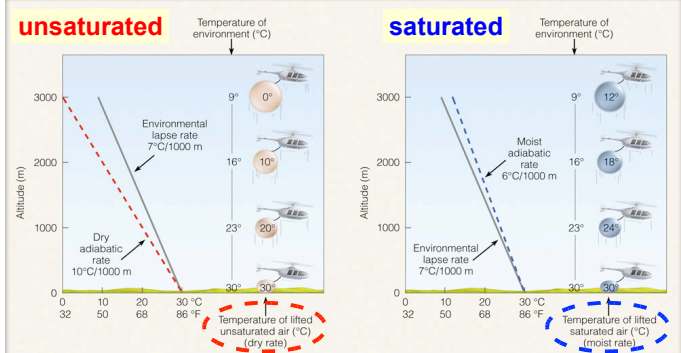 unsaturated
Temperature of
environment (°C)
3000
2000
1000
0
Altitude (m)
Environmental
lapse rate
7°C/1000 m
Dry
adiabatic
rate
10°C/1000 m
9°
16°
23°
30°
0°
10°
20°
30°
0 10 20 30 °C
32 50 68 86 °F
Temperature of lifted
unsaturated air (°C)
(dry rate)
saturated
Temperature of
environment (°C)
3000
2000
1000
0
Altitude (m)
Moist
adiabatic
rate
6°C/1000 m
Environmental
lapse rate
7°C/1000 m
9°
16°
23°
30°
12°
18°
24°
30°
0 10 20 30 °C
32 50 68 86 °F
Temperature of lifted
saturated air (°C)
(moist rate)